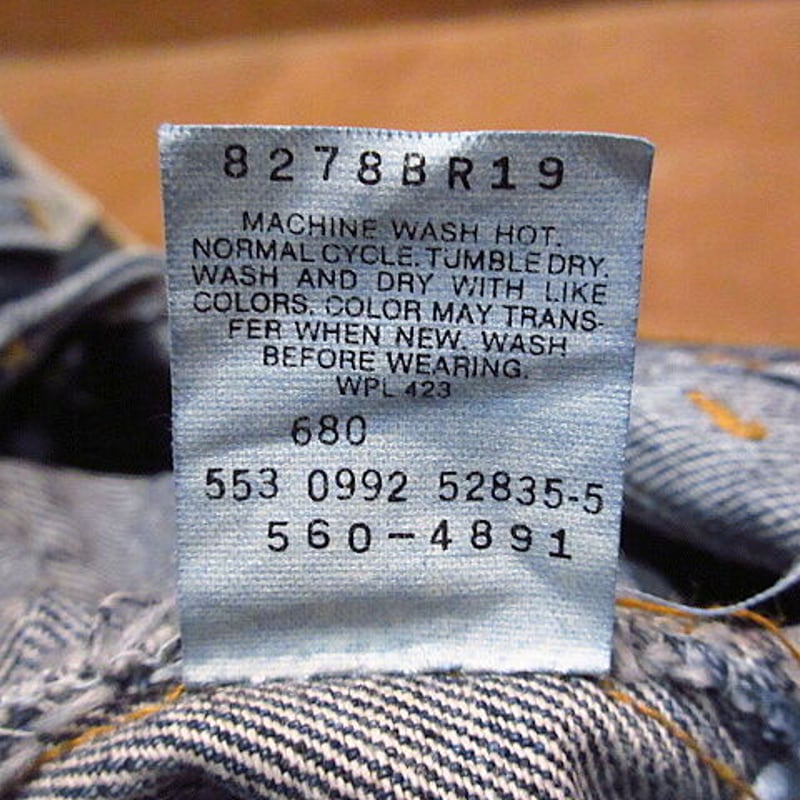 8278BR19
MACHINE WASH HOT.
NORMAL CYCLE. TUMBLE DRY.
WASH AND DRY WITH LIKE
COLORS. COLOR MAY TRANS-
FER WHEN NEW. WASH
BEFORE WEARING.
WPL 423
680
553 0992 52835-5
560-4891